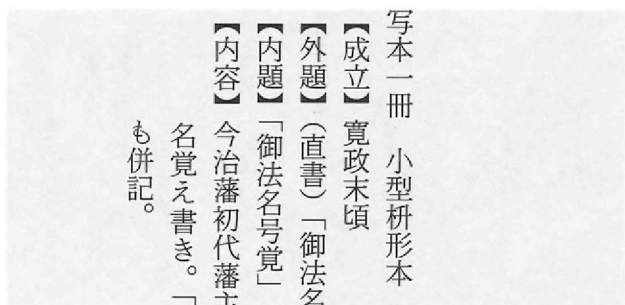 写本一冊　小型枡形本
【成立】寛政末頃
【外題】（直書）「御法名
【内題】「御法名号覚」
【内容】今治藩初代藩主
名覚え書き。「
も併記。